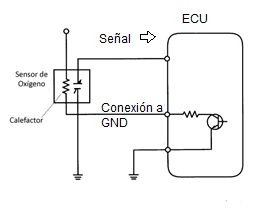 ECU
Señal
Sensor de
Oxígeno
Calefactor
Conexión a
GND